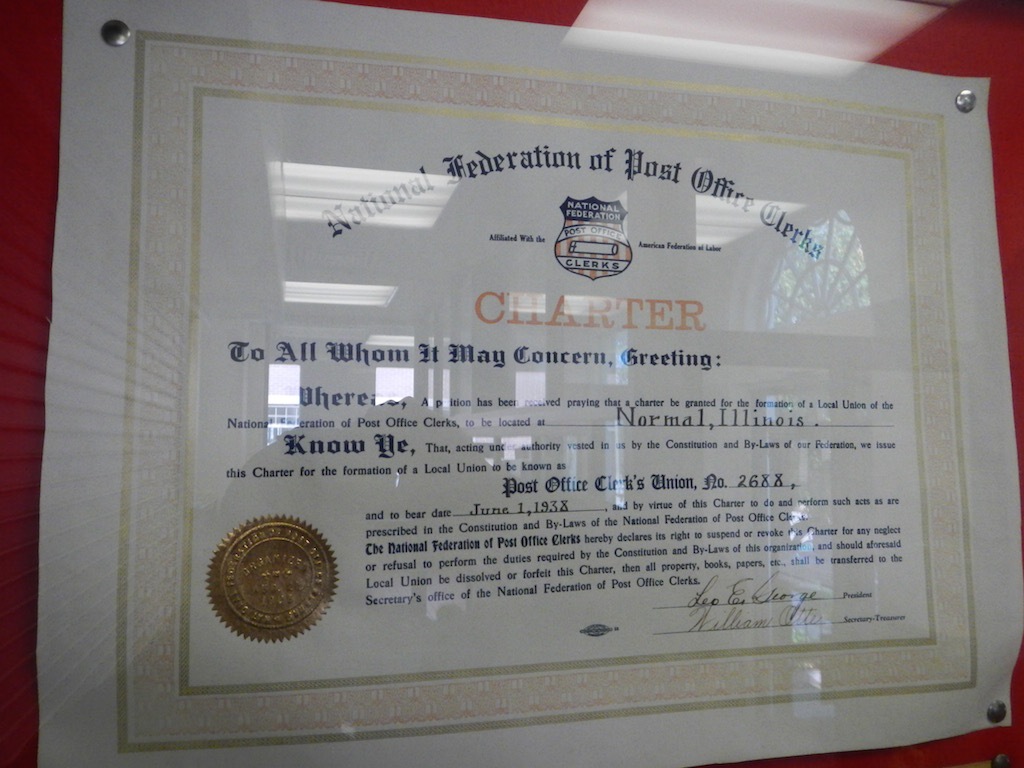 National Federation of Post Office Clerks
NATIONAL
FEDERATION
POST OFFICE
CLERKS
Affiliated With the
American Federation of Labor
CHARTER
To All Whom It May Concern, Greeting:
Whereas, A petition has been received praying that a charter be granted for the formation of a Local Union of the
National Federation of Post Office Clerks, to be located at Normal, Illinois.
Know Ye, That, acting under authority vested in us by the Constitution and By-Laws of our Federation, we issue
this Charter for the formation of a Local Union to be known as
Post Office Clerk's Union, No. 2688,
and to bear date June 1, 1938, and by virtue of this Charter to do and perform such acts as are
prescribed in the Constitution and By-Laws of the National Federation of Post Office Clerks.
The National Federation of Post Office Clerks hereby declares its right to suspend or revoke this Charter for any neglect
or refusal to perform the duties required by the Constitution and By-Laws of this organization, and should aforesaid
Local Union be dissolved or forfeit this Charter, then all property, books, papers, etc., shall be transferred to the
Secretary's office of the National Federation of Post Office Clerks.
Leo E. George President
William Otte Secretary-Treasurer